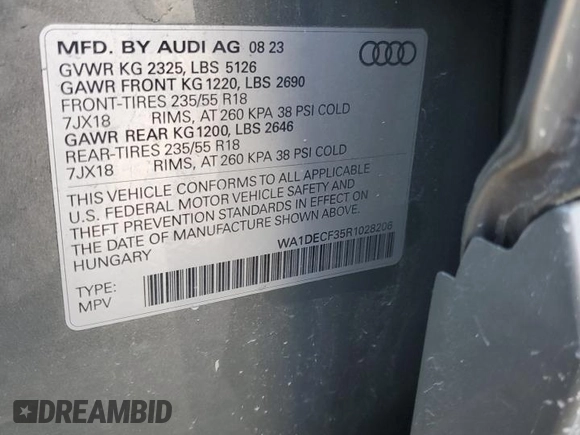 MFD. BY AUDI AG 08 23
GVWR KG 2325, LBS 5126
GAWR FRONT KG 1220, LBS 2690
FRONT-TIRES 235/55 R18
7JX18 RIMS, AT 260 KPA 38 PSI COLD
GAWR REAR KG 1200, LBS 2646
REAR-TIRES 235/55 R18
7JX18 RIMS, AT 260 KPA 38 PSI COLD
THIS VEHICLE CONFORMS TO ALL APPLICABLE
U.S. FEDERAL MOTOR VEHICLE SAFETY AND
THEFT PREVENTION STANDARDS IN EFFECT ON
THE DATE OF MANUFACTURE SHOWN ABOVE.
HUNGARY WA1DECF35R1028206
TYPE:
MPV
DREAMBID